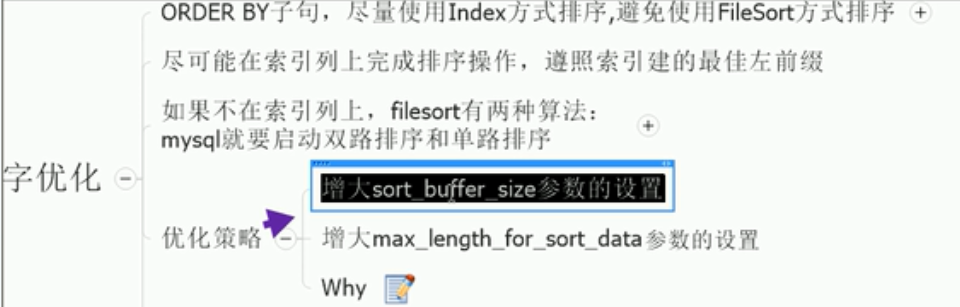 ORDER BY子句，尽量使用Index方式排序,避免使用FileSort方式排序
尽可能在索引列上完成排序操作，遵照索引建的最佳左前缀
如果不在索引列上，filesort有两种算法：
mysql就要启动双路排序和单路排序
字优化
增大sort_buffer_size参数的设置
优化策略
增大max_length_for_sort_data参数的设置
Why